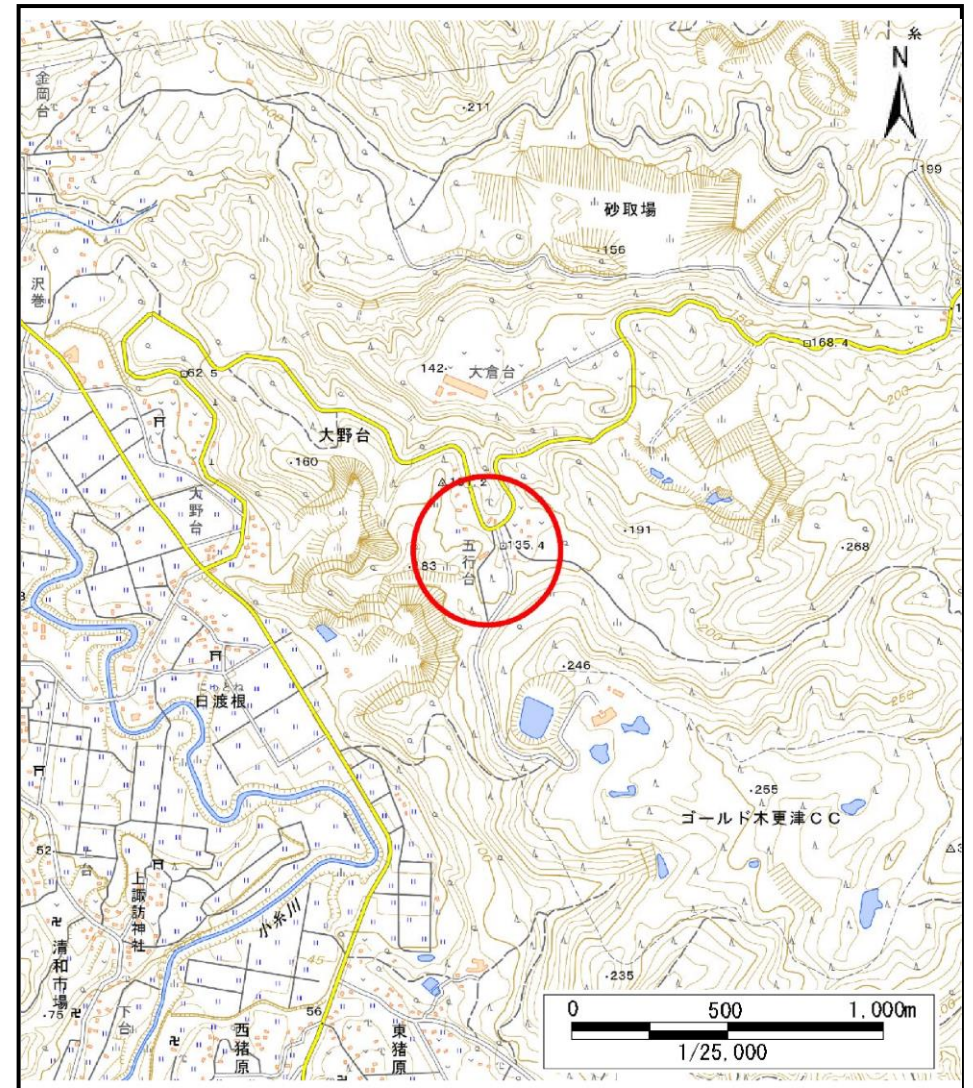 糸
N
金岡台
211
199
砂取場
156
沢巻
168.4
62.5
142
大倉台
大野台
160
大野台
135.4
191
268
五行台
183
200
246
にゅどね
日渡根
255
ゴールド木更津CC
52
上諏訪神社
小糸川
45
235
清和市場
75
下台
56
西猪原
東猪原
0 500 1,000m
1/25,000